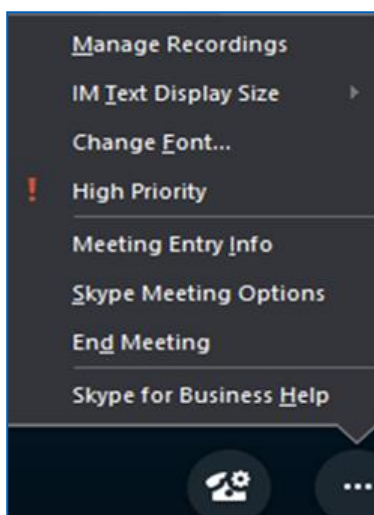 Manage Recordings
IM Text Display Size
Change Font...
! High Priority
Meeting Entry Info
Skype Meeting Options
End Meeting
Skype for Business Help